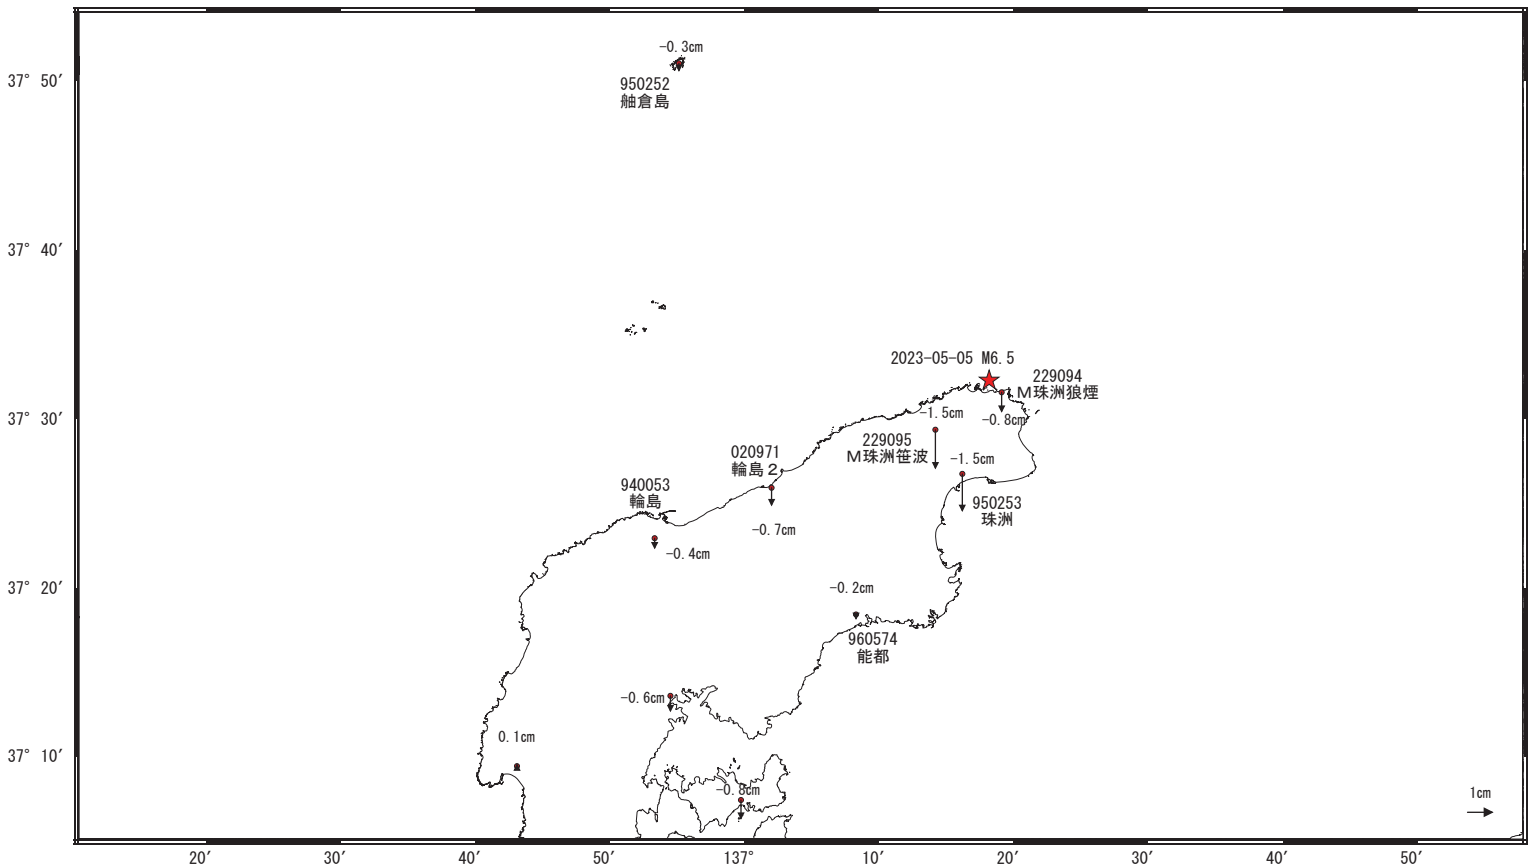 -0.3cm
37° 50′
950252
舳倉島
37° 40′
2023-05-05 M6.5
229094
M珠洲狼煙
-0.8cm
37° 30′
-1.5cm
229095
M珠洲笹波
-1.5cm
020971
輪島2
950253
珠洲
940053
輪島
-0.7cm
-0.4cm
37° 20′
-0.2cm
960574
能都
-0.6cm
0.1cm
37° 10′
-0.8cm
1cm
20′ 30′ 40′ 50′ 137° 10′ 20′ 30′ 40′ 50′